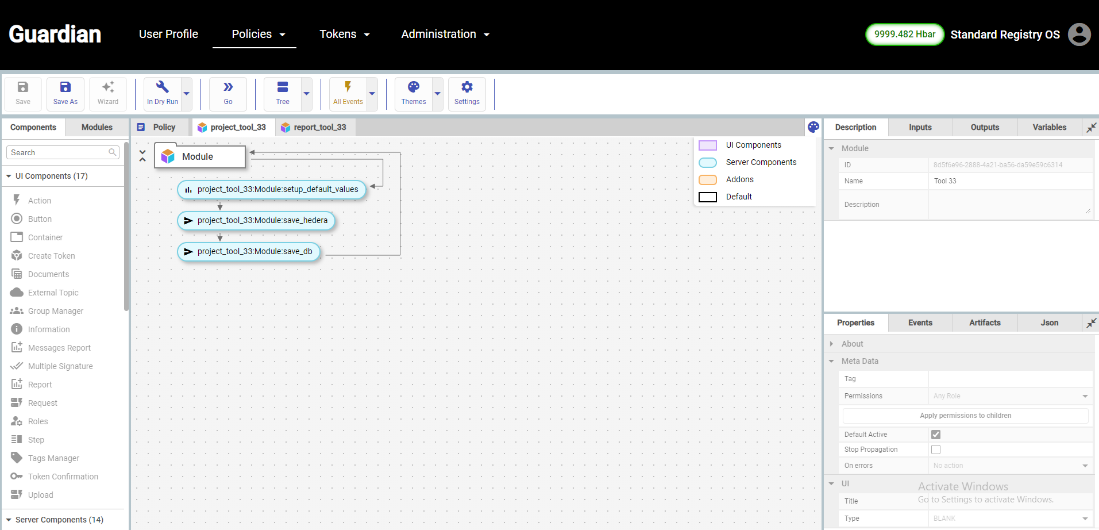 Guardian
User Profile
Policies
Tokens
Administration
9999.482 Hbar
Standard Registry OS
Save
Save As
Wizard
In Dry Run
Go
Tree
All Events
Themes
Settings
Components
Modules
Search
UI Components (17)
Action
Button
Container
Create Token
Documents
External Topic
Group Manager
Information
Messages Report
Multiple Signature
Report
Request
Roles
Step
Tags Manager
Token Confirmation
Upload
Server Components (14)
Policy
project_tool_33
report_tool_33
Module
project_tool_33:Module:setup_default_values
project_tool_33:Module:save_hedera
project_tool_33:Module:save_db
UI Components
Server Components
Addons
Default
Description
Inputs
Outputs
Variables
Module
ID
Name
Tool 33
Description
Properties
Events
Artifacts
Json
About
Meta Data
Tag
Permissions
Any Role
Apply permissions to children
Default Active
Stop Propagation
On errors
No action
UI
Title
Type
BLANK
Activate Windows
Go to Settings to activate Windows.